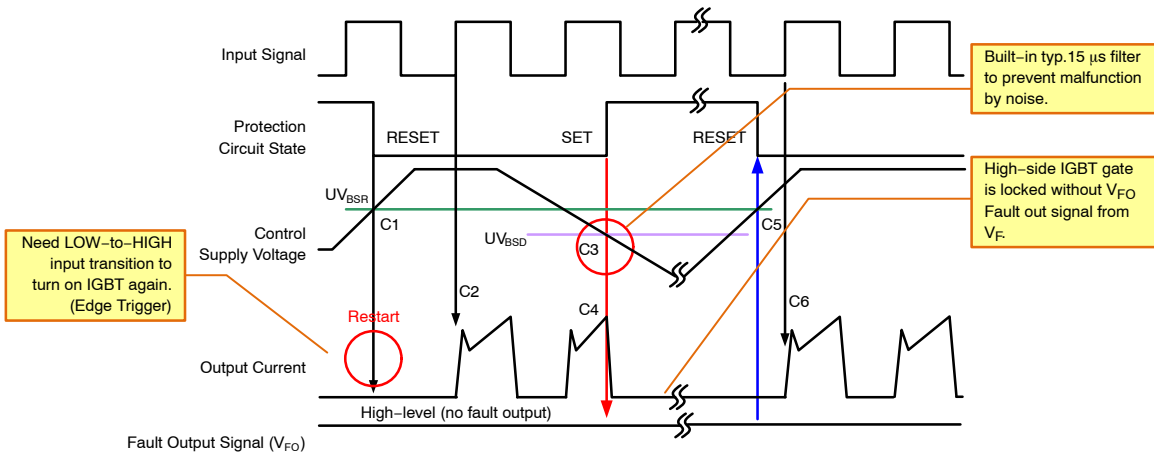 Input Signal
Built−in typ.15 μs filter
to prevent malfunction
by noise.
Protection
Circuit State
RESET
SET
RESET
High−side IGBT gate
is locked without VFO
Fault out signal from
VF.
UVBSR
C1
C5
Control
Supply Voltage
UVBSD
C3
Need LOW−to−HIGH
input transition to
turn on IGBT again.
(Edge Trigger)
C2
C4
C6
Restart
Output Current
High−level (no fault output)
Fault Output Signal (VFO)